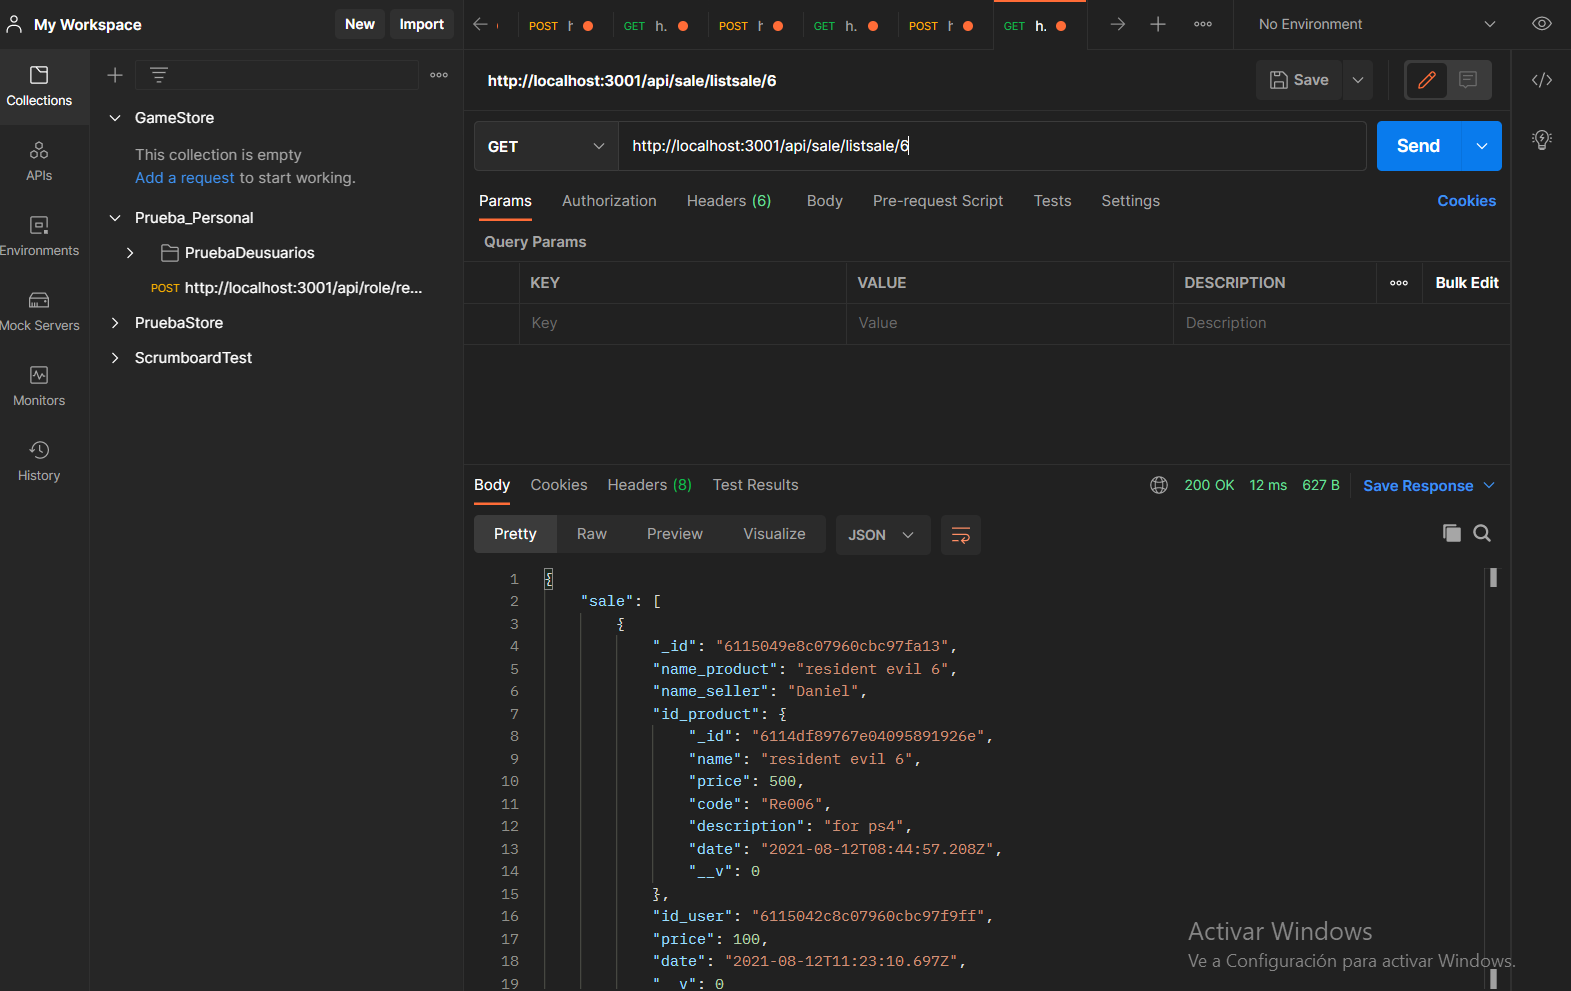 My Workspace
New
Import
POST h
GET h.
POST h
GET h.
POST h
GET h.
No Environment
Collections
APIs
Environments
Mock Servers
Monitors
History
GameStore
This collection is empty
Add a request to start working.
Prueba_Personal
PruebaDeusuarios
POST http://localhost:3001/api/role/re...
PruebaStore
ScrumboardTest
http://localhost:3001/api/sale/listsale/6
Save
GET
http://localhost:3001/api/sale/listsale/6
Send
Params
Authorization
Headers (6)
Body
Pre-request Script
Tests
Settings
Cookies
Query Params
KEY
VALUE
DESCRIPTION
Bulk Edit
Key
Value
Description
Body
Cookies
Headers (8)
Test Results
200 OK
12 ms
627 B
Save Response
Pretty
Raw
Preview
Visualize
JSON
1 {
2 "sale": [
3 {
4 "_id": "6115049e8c07960cbc97fa13",
5 "name_product": "resident evil 6",
6 "name_seller": "Daniel",
7 "id_product": {
8 "_id": "6114df89767e04095891926e",
9 "name": "resident evil 6",
10 "price": 500,
11 "code": "Re006",
12 "description": "for ps4",
13 "date": "2021-08-12T08:44:57.208Z",
14 "__v": 0
15 },
16 "id_user": "6115042c8c07960cbc97f9ff",
17 "price": 100,
18 "date": "2021-08-12T11:23:10.697Z",
19 "__v": 0
Activar Windows
Ve a Configuración para activar Windows.